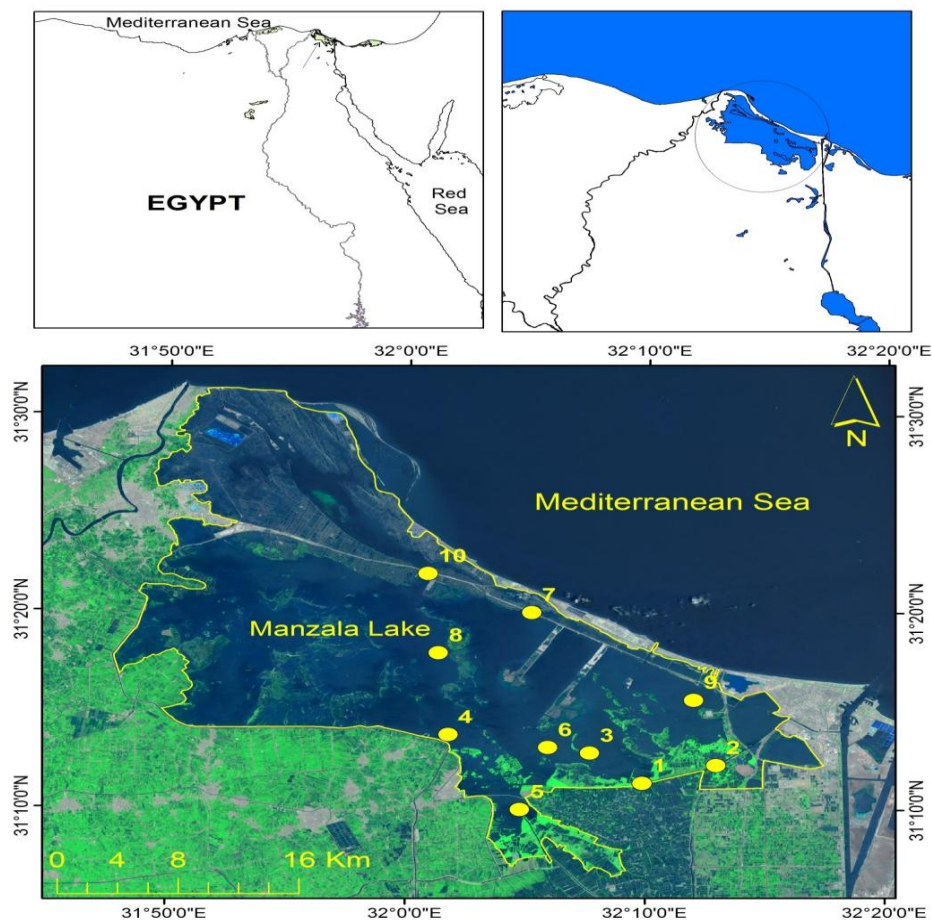 Mediterranean Sea
EGYPT
Red
Sea
31°50'0"E 32°0'0"E 32°10'0"E 32°20'0"E
31°30'0"N
31°30'0"N
N
Mediterranean Sea
10
7
31°20'0"N
31°20'0"N
Manzala Lake
8
9
4
6
3
2
1
5
31°10'0"N
31°10'0"N
0 4 8 16 Km
31°50'0"E 32°0'0"E 32°10'0"E 32°20'0"E